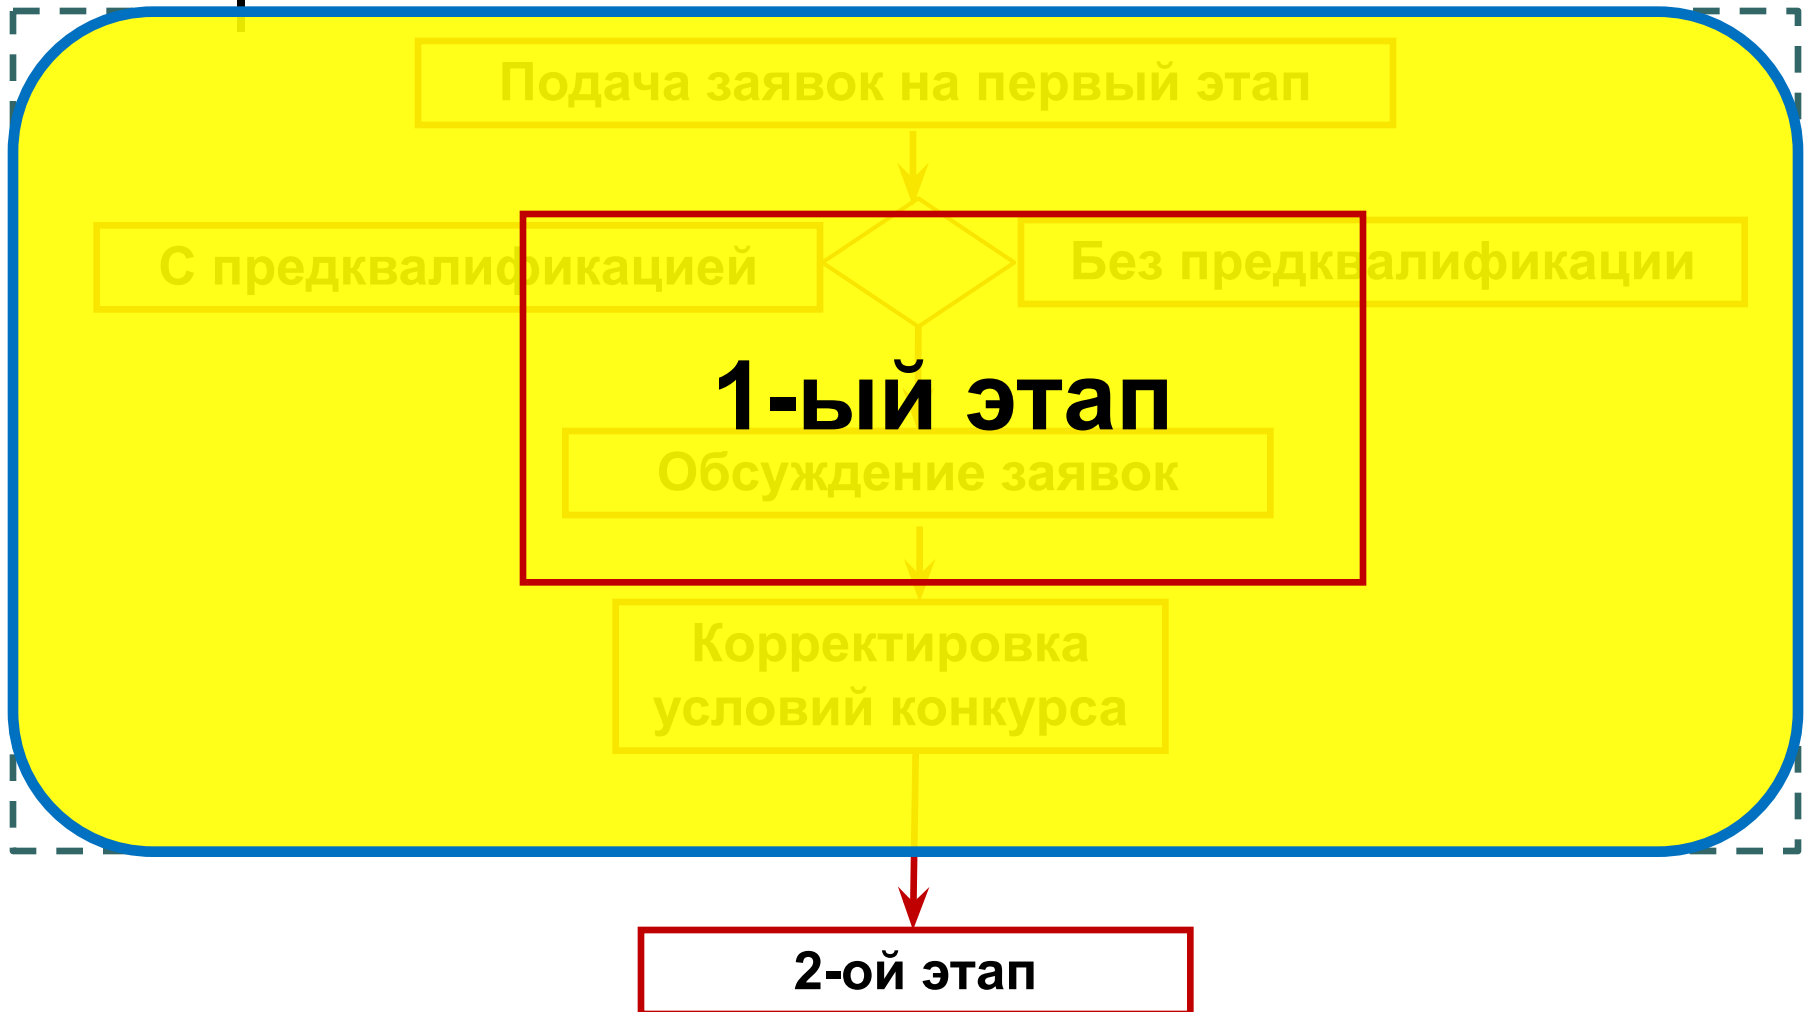 Подача заявок на первый этап
С предквалификацией
Без предквалификации
1-ый этап
Обсуждение заявок
Корректировка
условий конкурса
2-ой этап